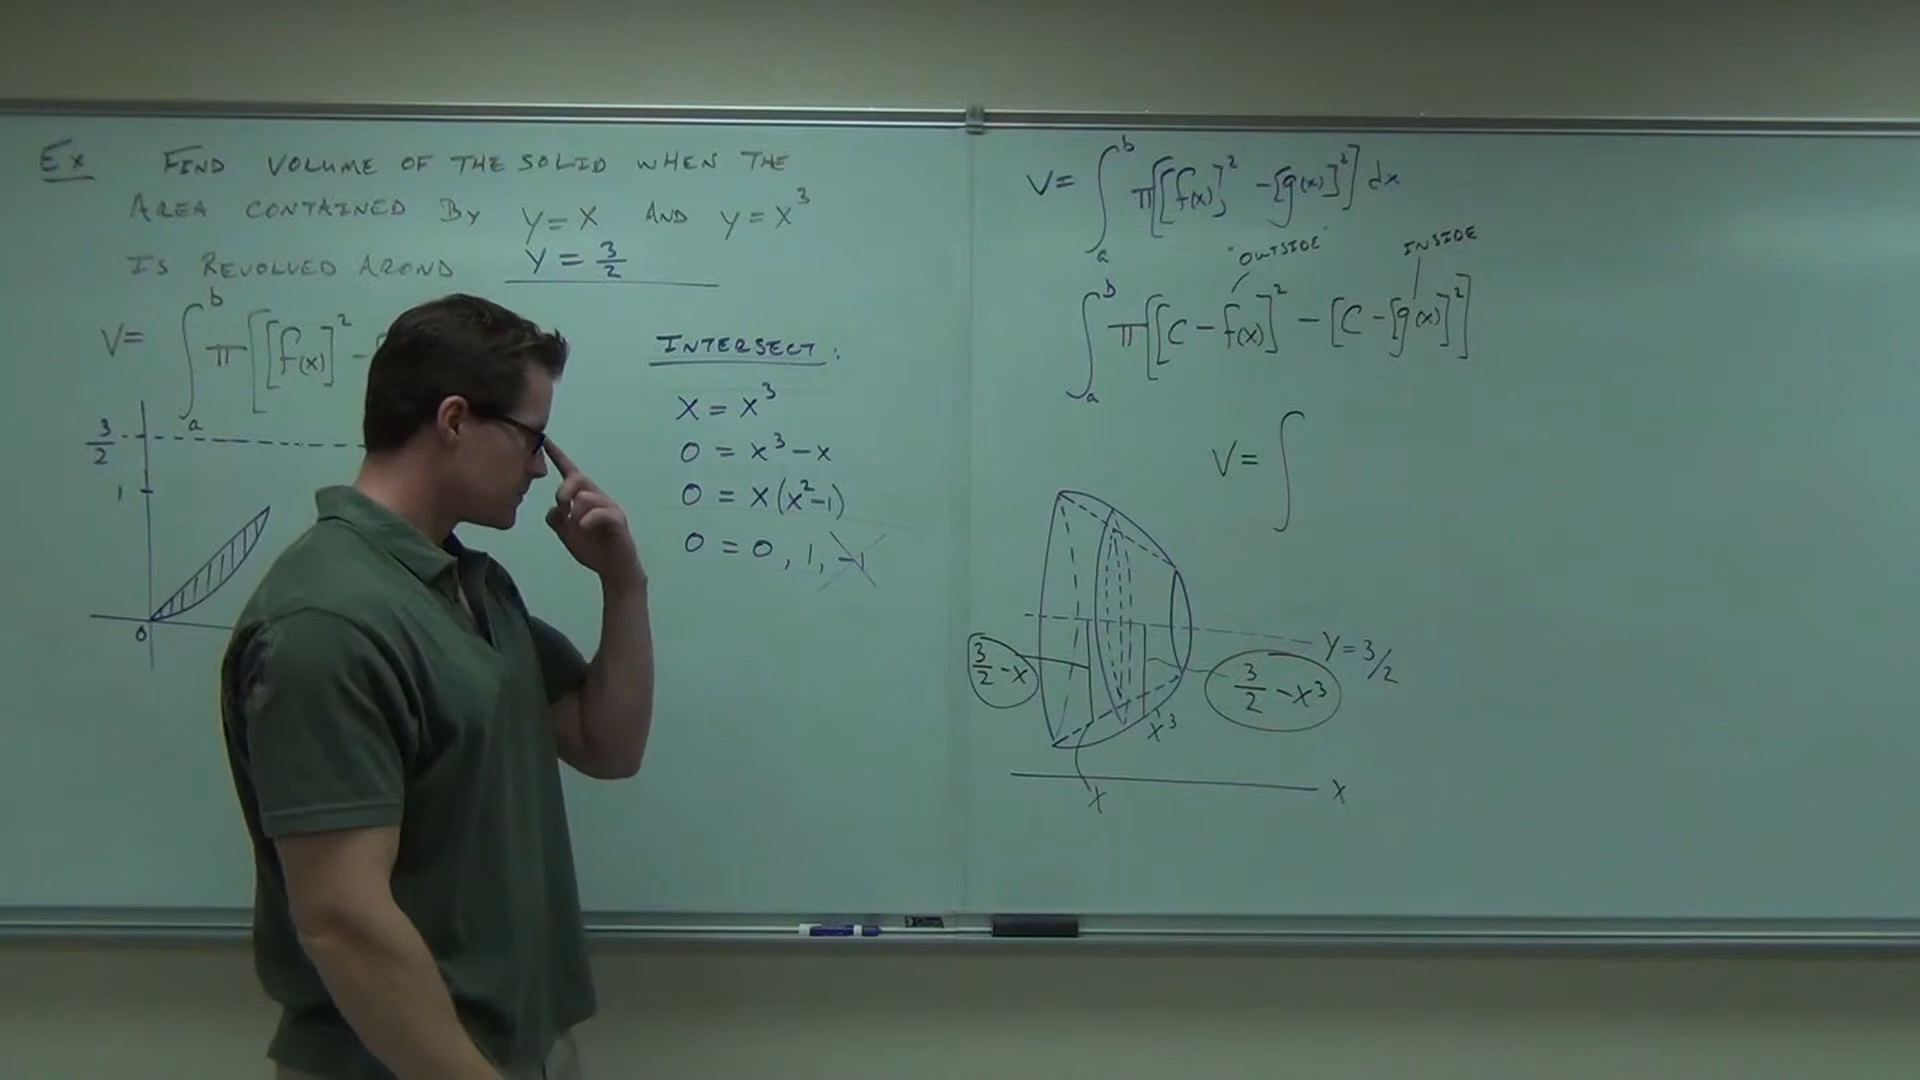 Ex FIND VOLUME OF THE SOLID WHEN THE
AREA CONTAINED BY y = x AND y = x³
IS REVOLVED AROND y = 3/2
V = ∫ₐᵇ π[[f(x)]² -
3/2
1
0
INTERSECT:
x = x³
0 = x³ - x
0 = x(x² - 1)
0 = 0, 1, -1
V = ∫ₐᵇ π[[f(x)]² - [g(x)]²] dx
"OUTSIDE" INSIDE
∫ₐᵇ π[[C - f(x)]² - [C - [g(x)]²]
V = ∫
y = 3/2
3/2 - x
3/2 - x³
x³
x
x